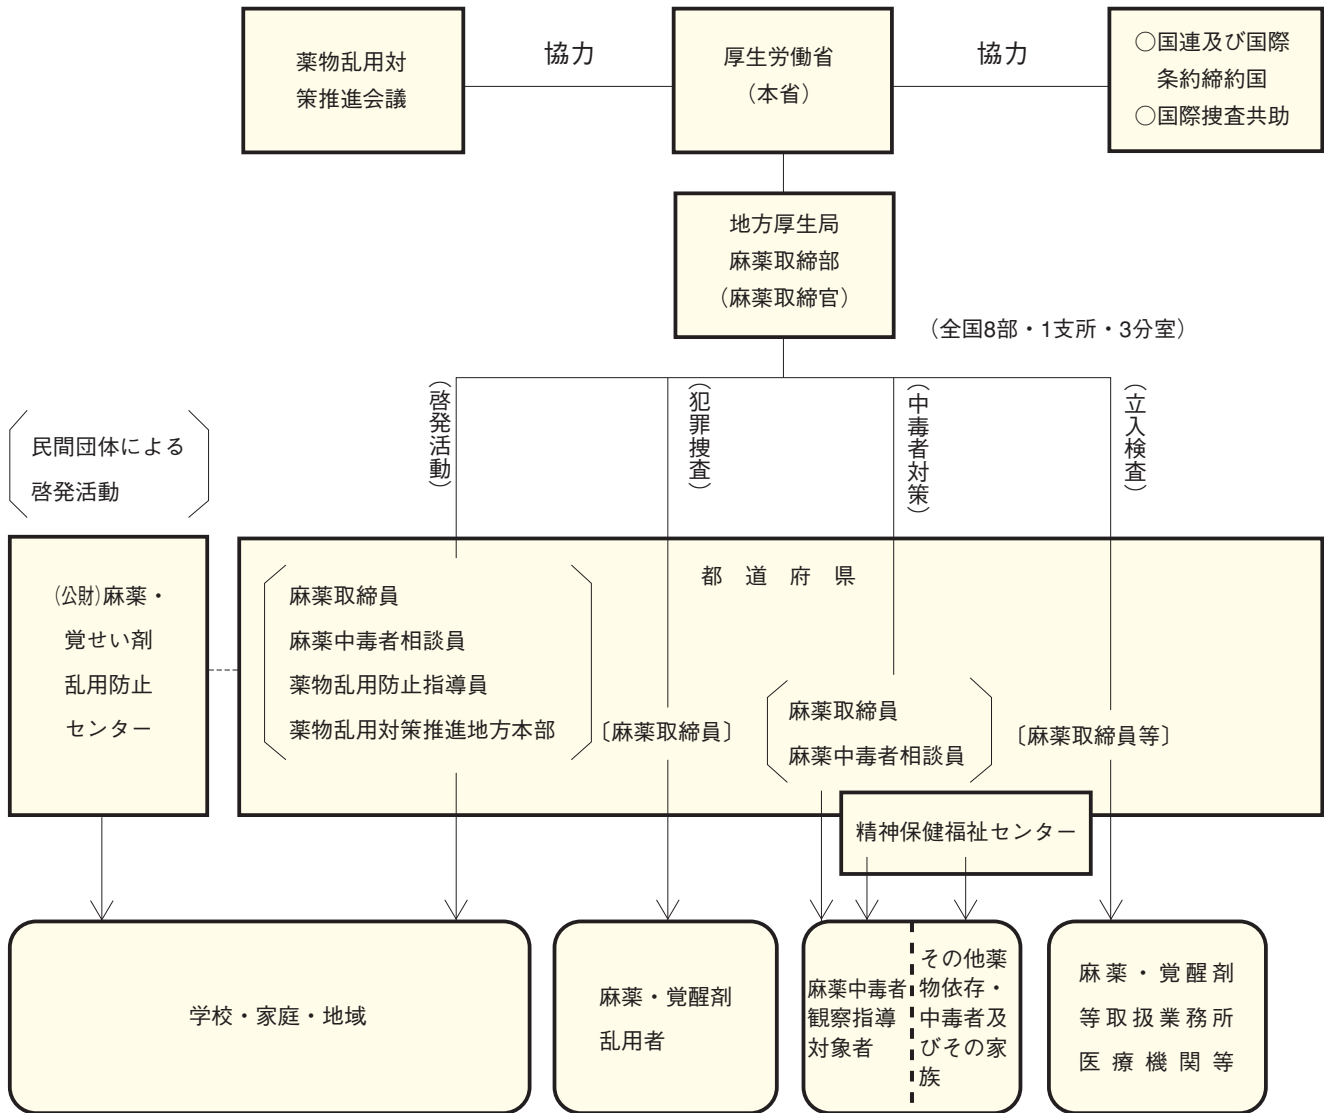 薬物乱用対
策推進会議
協力
厚生労働省
（本省）
協力
○国連及び国際
条約締約国
○国際捜査共助
地方厚生局
麻薬取締部
（麻薬取締官）
（全国8部・1支所・3分室）
（啓発活動）
（犯罪捜査）
（中毒者対策）
（立入検査）
民間団体による
啓発活動
(公財)麻薬・
覚せい剤
乱用防止
センター
都道府県
麻薬取締員
麻薬中毒者相談員
薬物乱用防止指導員
薬物乱用対策推進地方本部
〔麻薬取締員〕
麻薬取締員
麻薬中毒者相談員
〔麻薬取締員等〕
精神保健福祉センター
学校・家庭・地域
麻薬・覚醒剤
乱用者
麻薬中毒者
観察指導
対象者
その他薬
物依存・
中毒者及
びその家
族
麻薬・覚醒剤
等取扱業務所
医療機関等